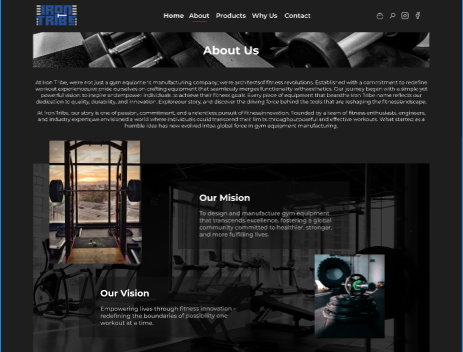 IRON
TRIBE
Home About Products Why Us Contact
About Us
At Iron Tribe, we're not just a gym equipment manufacturing company; we're architects of fitness revolutions. Established with a commitment to redefine
workout experiences, we pride ourselves on crafting equipment that seamlessly merges functionality with aesthetics. Our journey began with a simple yet
powerful vision to inspire and empower individuals to achieve their fitness goals. Every piece of equipment that bears the Iron Tribe name reflects our
dedication to quality, durability, and innovation. Explore our story, and discover the driving force behind the tools that are reshaping the fitness landscape.
At Iron Tribe, our story is one of passion, commitment, and a relentless pursuit of fitness innovation. Founded by a team of fitness enthusiasts, engineers,
and industry experts, we envisioned a world where individuals could transcend their limits through purposeful and effective workouts. What started as a
humble idea has now evolved into a global force in gym equipment manufacturing.
Our Mision
To design and manufacture gym equipment
that transcends excellence, fostering a global
community committed to healthier, stronger,
and more fulfilling lives.
Our Vision
Empowering lives through fitness innovation –
redefining the boundaries of possibility one
workout at a time.